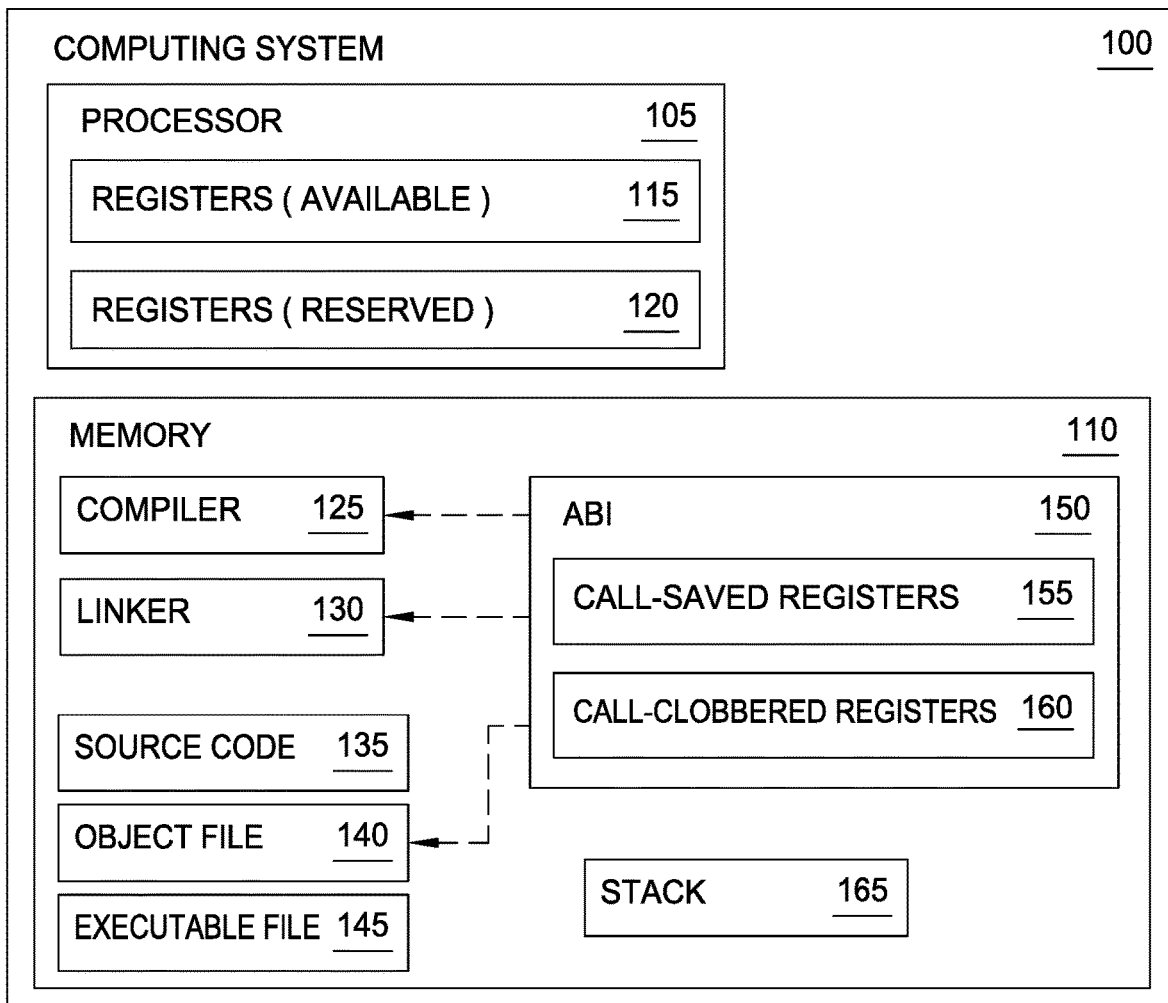 COMPUTING SYSTEM 100
PROCESSOR 105
REGISTERS ( AVAILABLE ) 115
REGISTERS ( RESERVED ) 120
MEMORY 110
COMPILER 125
LINKER 130
SOURCE CODE 135
OBJECT FILE 140
EXECUTABLE FILE 145
ABI 150
CALL-SAVED REGISTERS 155
CALL-CLOBBERED REGISTERS 160
STACK 165